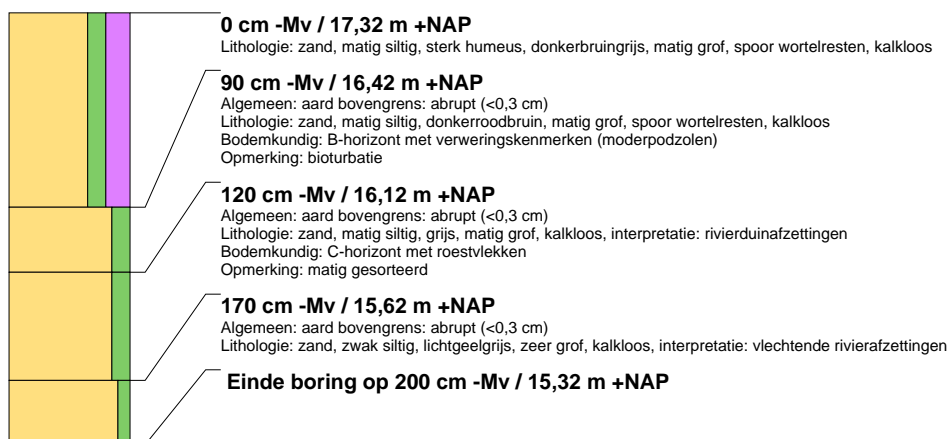 0 cm -Mv / 17,32 m +NAP
Lithologie: zand, matig siltig, sterk humeus, donkerbruingrijs, matig grof, spoor wortelresten, kalkloos
90 cm -Mv / 16,42 m +NAP
Algemeen: aard bovengrens: abrupt (<0,3 cm)
Lithologie: zand, matig siltig, donkerroodbruin, matig grof, spoor wortelresten, kalkloos
Bodemkundig: B-horizont met verweringskenmerken (moderpodzolen)
Opmerking: bioturbatie
120 cm -Mv / 16,12 m +NAP
Algemeen: aard bovengrens: abrupt (<0,3 cm)
Lithologie: zand, matig siltig, grijs, matig grof, kalkloos, interpretatie: rivierduinafzettingen
Bodemkundig: C-horizont met roestvlekken
Opmerking: matig gesorteerd
170 cm -Mv / 15,62 m +NAP
Algemeen: aard bovengrens: abrupt (<0,3 cm)
Lithologie: zand, zwak siltig, lichtgeelgrijs, zeer grof, kalkloos, interpretatie: vlechtende rivierafzettingen
Einde boring op 200 cm -Mv / 15,32 m +NAP